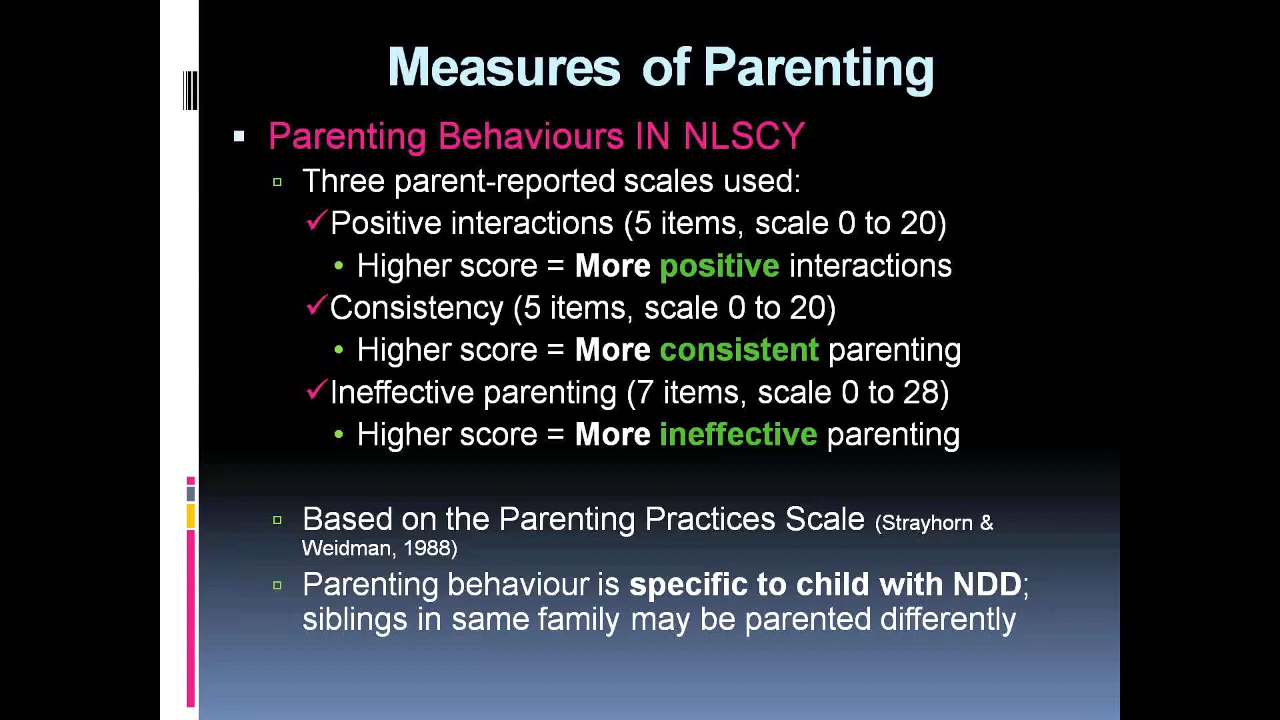 Measures of Parenting
Parenting Behaviours IN NLSCY
Three parent-reported scales used:
Positive interactions (5 items, scale 0 to 20)
Higher score = More positive interactions
Consistency (5 items, scale 0 to 20)
Higher score = More consistent parenting
Ineffective parenting (7 items, scale 0 to 28)
Higher score = More ineffective parenting
Based on the Parenting Practices Scale (Strayhorn &
Weidman, 1988)
Parenting behaviour is specific to child with NDD;
siblings in same family may be parented differently